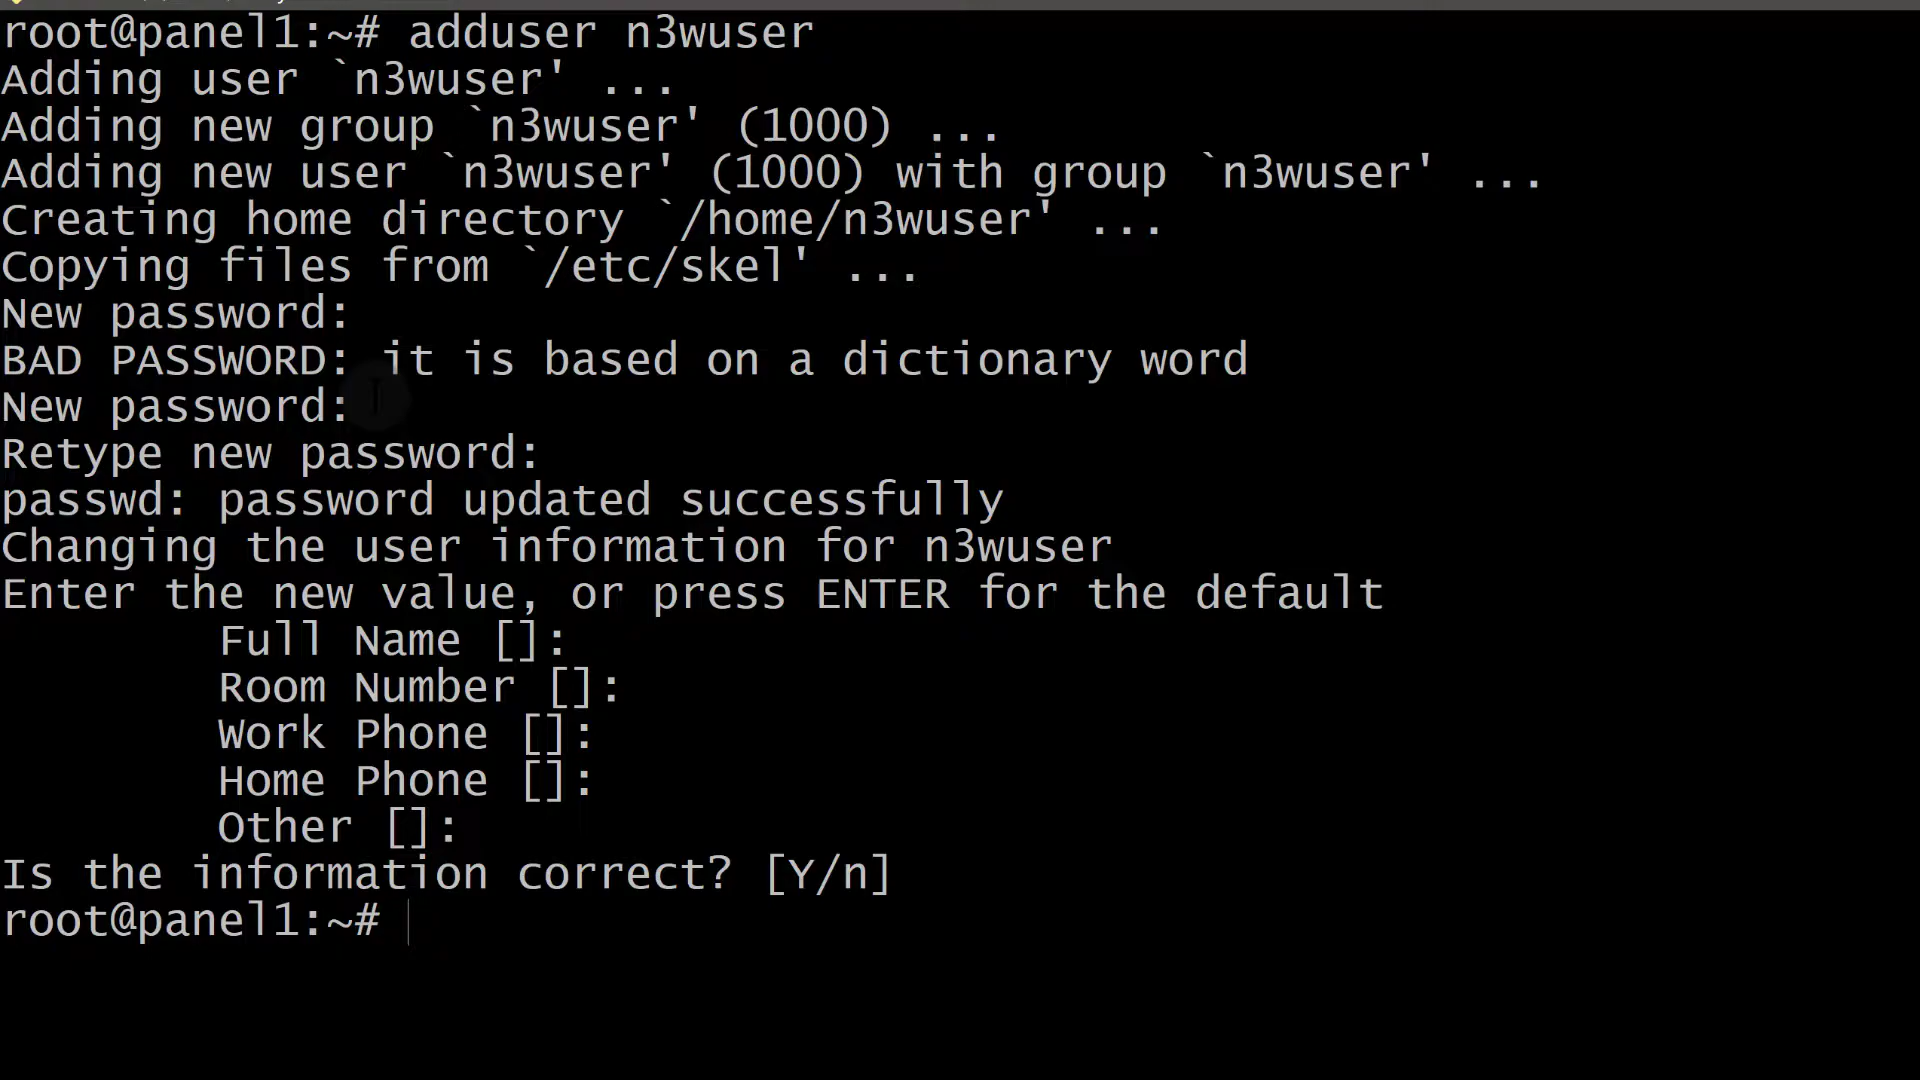 root@panel1:~# adduser n3wuser
Adding user `n3wuser' ...
Adding new group `n3wuser' (1000) ...
Adding new user `n3wuser' (1000) with group `n3wuser' ...
Creating home directory `/home/n3wuser' ...
Copying files from `/etc/skel' ...
New password:
BAD PASSWORD: it is based on a dictionary word
New password:
Retype new password:
passwd: password updated successfully
Changing the user information for n3wuser
Enter the new value, or press ENTER for the default
        Full Name []:
        Room Number []:
        Work Phone []:
        Home Phone []:
        Other []:
Is the information correct? [Y/n]
root@panel1:~#